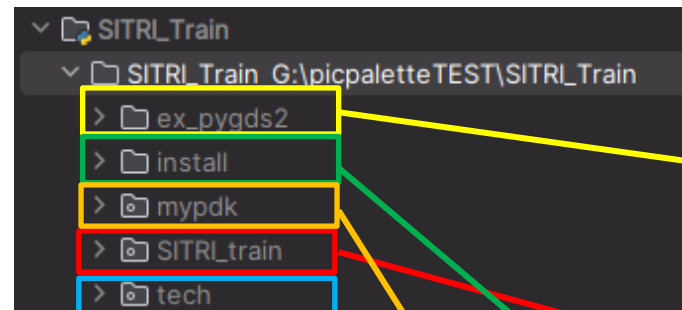 SITRI_Train
SITRI_Train G:\picpaletteTEST\SITRI_Train
ex_pygds2
install
mypdk
SITRI_train
tech